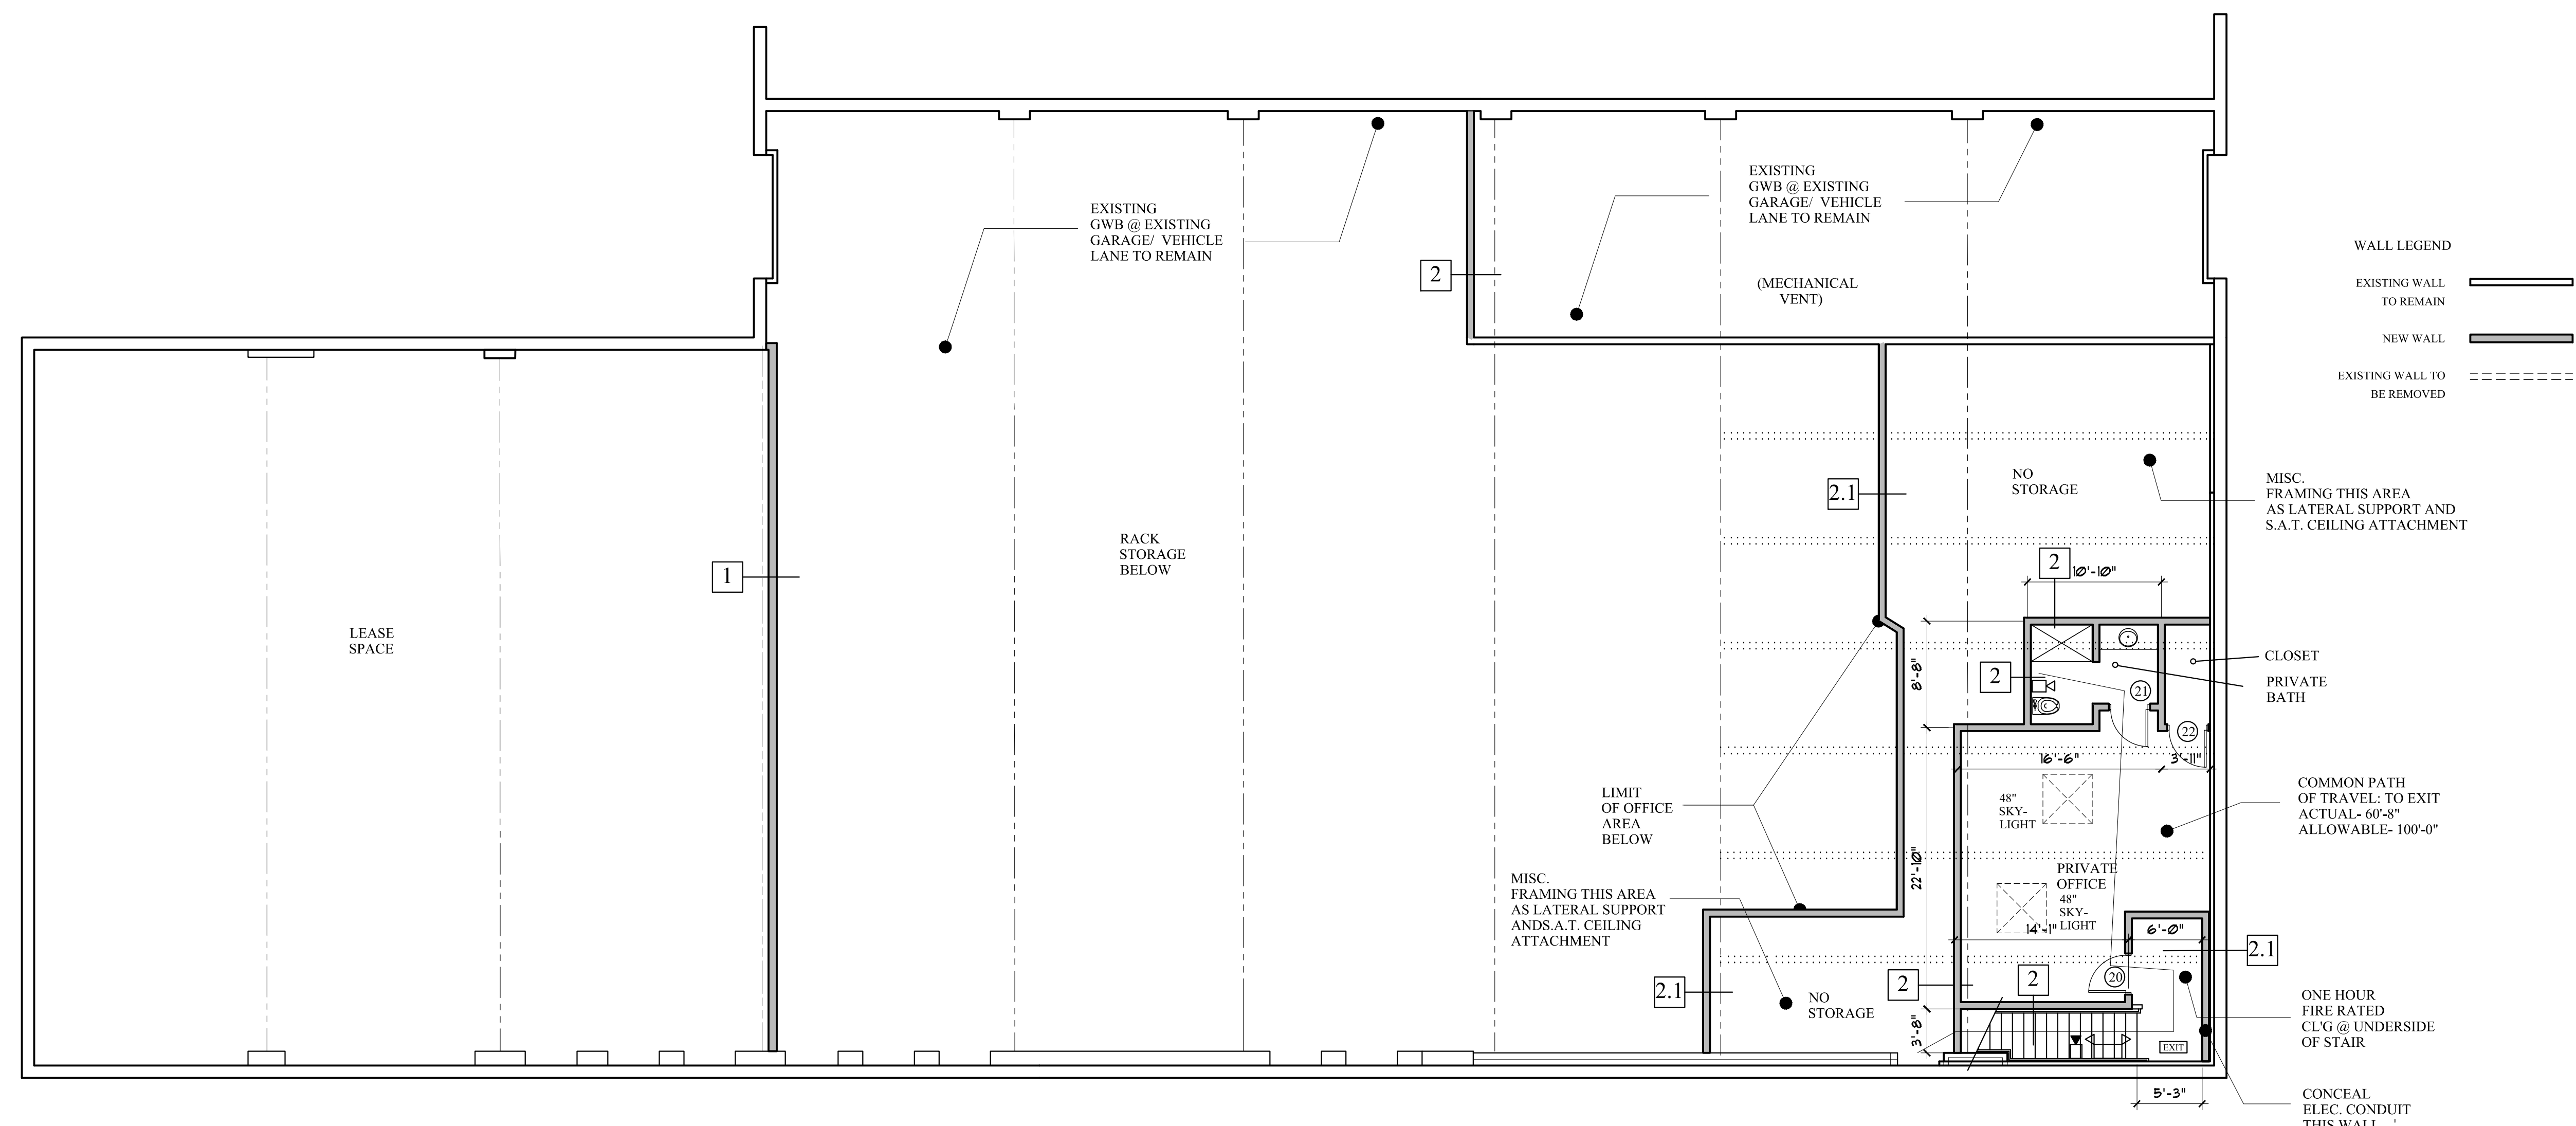 EXISTING
GWB @ EXISTING
GARAGE/ VEHICLE
LANE TO REMAIN
EXISTING
GWB @ EXISTING
GARAGE/ VEHICLE
LANE TO REMAIN
(MECHANICAL
VENT)
2
WALL LEGEND
EXISTING WALL
TO REMAIN
NEW WALL
EXISTING WALL TO
BE REMOVED
LEASE
SPACE
1
RACK
STORAGE
BELOW
2.1
NO
STORAGE
MISC.
FRAMING THIS AREA
AS LATERAL SUPPORT AND
S.A.T. CEILING ATTACHMENT
2
10'-10"
8'-8"
2
CLOSET
PRIVATE
BATH
21
22
16'-6"
3'-11"
48"
SKY-
LIGHT
COMMON PATH
OF TRAVEL: TO EXIT
ACTUAL- 60'-8"
ALLOWABLE- 100'-0"
LIMIT
OF OFFICE
AREA
BELOW
22'-10"
PRIVATE
OFFICE
48"
SKY-
LIGHT
MISC.
FRAMING THIS AREA
AS LATERAL SUPPORT
ANDS.A.T. CEILING
ATTACHMENT
14'-1"
6'-0"
2.1
2.1
NO
STORAGE
2
2
20
ONE HOUR
FIRE RATED
CL'G @ UNDERSIDE
OF STAIR
3'-8"
EXIT
5'-3"
CONCEAL
ELEC. CONDUIT
THIS WALL